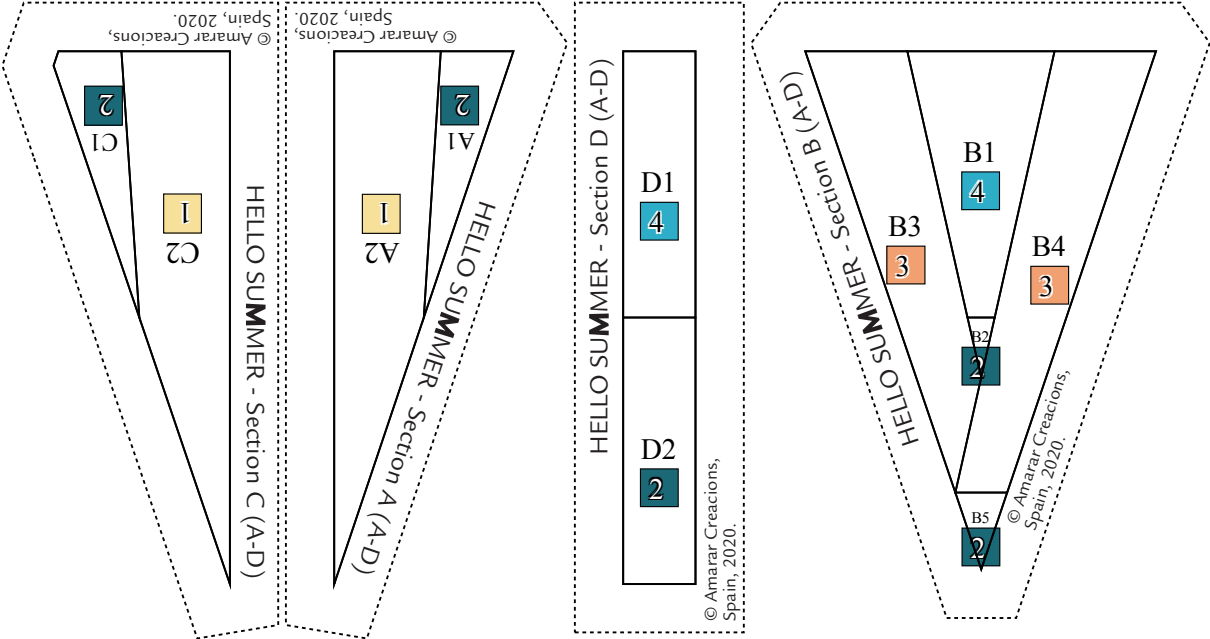 © Amarar Creacions,
Spain, 2020.
2
C1
1
C2
HELLO SUMMER - Section C (A-D)
© Amarar Creacions,
Spain, 2020.
2
A1
1
A2
HELLO SUMMER - Section A (A-D)
HELLO SUMMER - Section D (A-D)
D1
4
D2
2
© Amarar Creacions,
Spain, 2020.
HELLO SUMMER - Section B (A-D)
B1
4
B3
3
B4
3
B2
2
B5
2
© Amarar Creacions,
Spain, 2020.